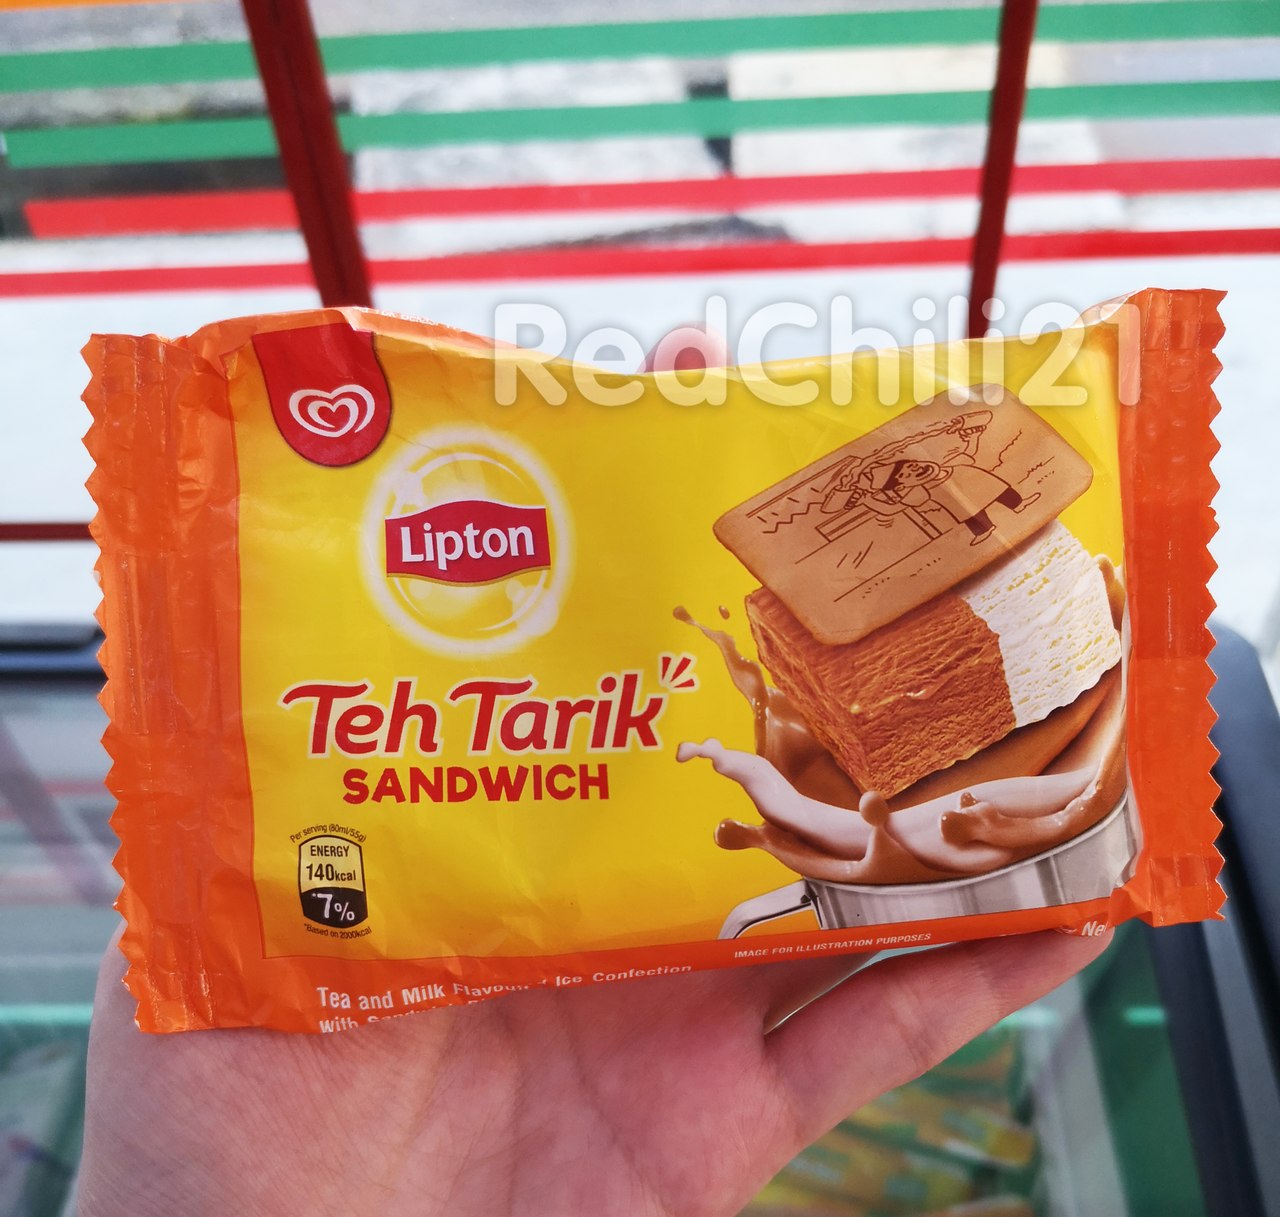 RedChili21
Lipton
Teh Tarik
SANDWICH
Per serving (80ml/55g)
ENERGY
140kcal
*7%
*Based on 2000kcal
IMAGE FOR ILLUSTRATION PURPOSES
Tea and Milk Flavour Ice Confection
With